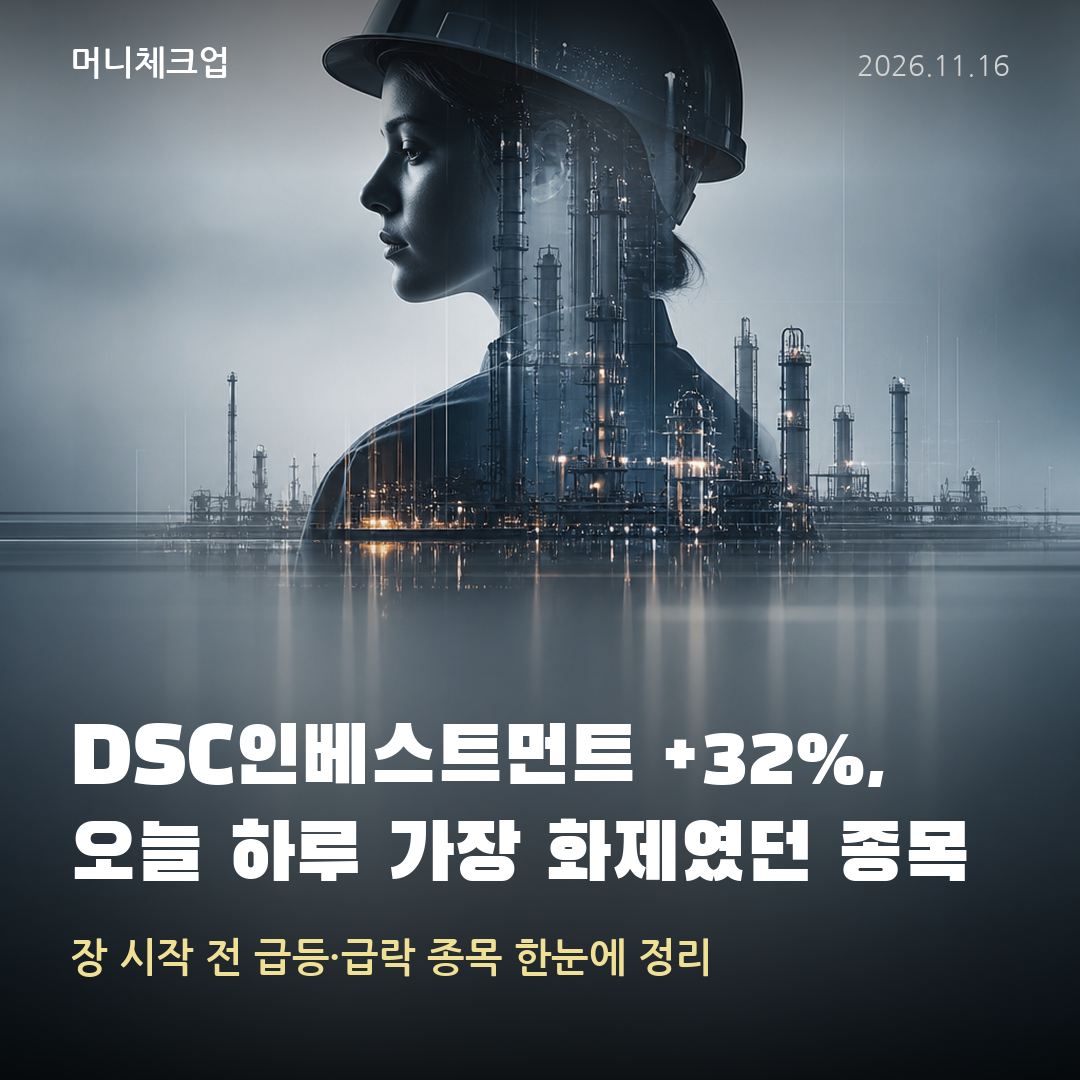 머니체크업
2026.11.16
DSC인베스트먼트 +32%,
오늘 하루 가장 화제였던 종목
장 시작 전 급등·급락 종목 한눈에 정리